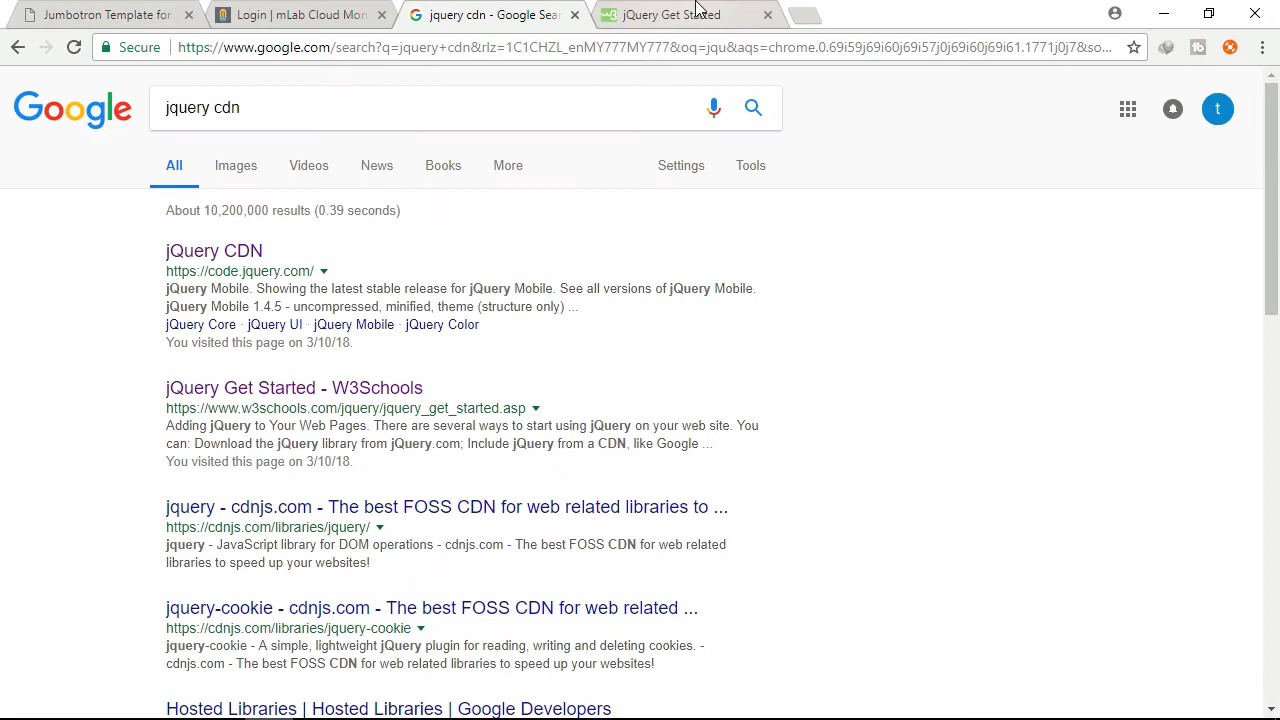 Jumbotron Template for
Login | mLab Cloud Mon
jquery cdn - Google Sear
jQuery Get Started
Secure
https://www.google.com/search?q=jquery+cdn&rlz=1C1CHZL_enMY777MY777&oq=jqu&aqs=chrome.0.69i59j69i60j69i57j0j69i60j69i61.1771j0j7&so...
Google
jquery cdn
t
All
Images
Videos
News
Books
More
Settings
Tools
About 10,200,000 results (0.39 seconds)
jQuery CDN
https://code.jquery.com/
jQuery Mobile. Showing the latest stable release for jQuery Mobile. See all versions of jQuery Mobile.
jQuery Mobile 1.4.5 - uncompressed, minified, theme (structure only) ...
jQuery Core · jQuery UI · jQuery Mobile · jQuery Color
You visited this page on 3/10/18.
jQuery Get Started - W3Schools
https://www.w3schools.com/jquery/jquery_get_started.asp
Adding jQuery to Your Web Pages. There are several ways to start using jQuery on your web site. You
can: Download the jQuery library from jQuery.com; Include jQuery from a CDN, like Google ...
You visited this page on 3/10/18.
jquery - cdnjs.com - The best FOSS CDN for web related libraries to ...
https://cdnjs.com/libraries/jquery/
jquery - JavaScript library for DOM operations - cdnjs.com - The best FOSS CDN for web related
libraries to speed up your websites!
jquery-cookie - cdnjs.com - The best FOSS CDN for web related ...
https://cdnjs.com/libraries/jquery-cookie
jquery-cookie - A simple, lightweight jQuery plugin for reading, writing and deleting cookies. -
cdnjs.com - The best FOSS CDN for web related libraries to speed up your websites!
Hosted Libraries | Hosted Libraries | Google Developers